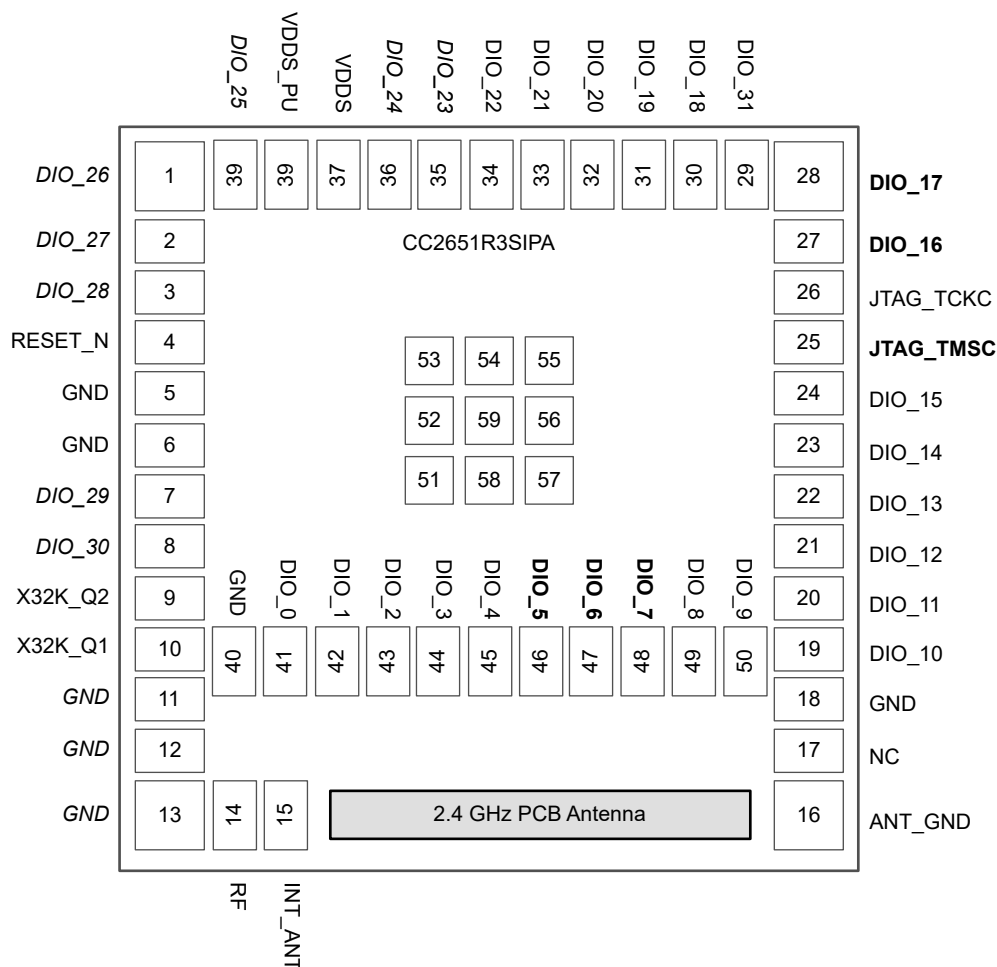 DIO_25
VDDS_PU
VDDS
DIO_24
DIO_23
DIO_22
DIO_21
DIO_20
DIO_19
DIO_18
DIO_31
39
39
37
36
35
34
33
32
31
30
29
DIO_26 1
28 DIO_17
DIO_27 2
CC2651R3SIPA
27 DIO_16
DIO_28 3
26 JTAG_TCKC
RESET_N 4
25 JTAG_TMSC
53 54 55
GND 5
24 DIO_15
52 59 56
GND 6
23 DIO_14
51 58 57
DIO_29 7
22 DIO_13
DIO_30 8
21 DIO_12
X32K_Q2 9
20 DIO_11
GND
DIO_0
DIO_1
DIO_2
DIO_3
DIO_4
DIO_5
DIO_6
DIO_7
DIO_8
DIO_9
X32K_Q1 10
40
41
42
43
44
45
46
47
48
49
50
19 DIO_10
GND 11
18 GND
GND 12
17 NC
GND 13
14
15
2.4 GHz PCB Antenna
16 ANT_GND
RF
INT_ANT